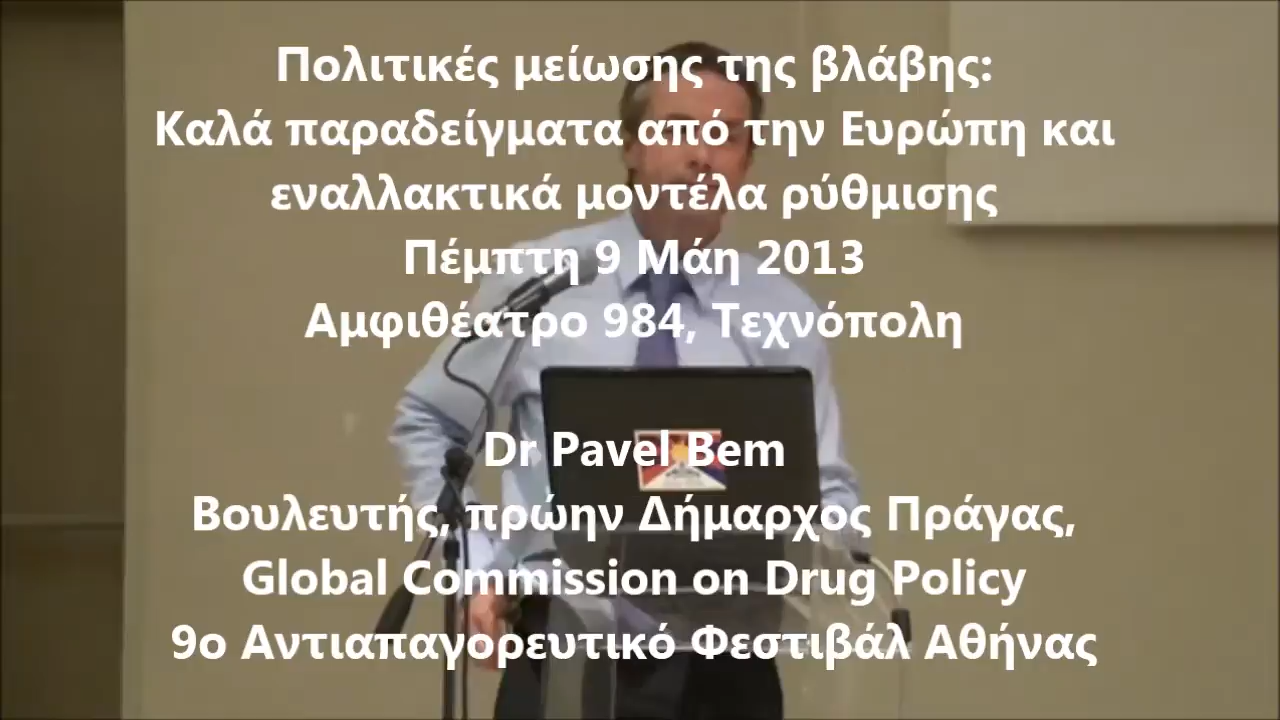 Πολιτικές μείωσης της βλάβης:
Καλά παραδείγματα από την Ευρώπη και
εναλλακτικά μοντέλα ρύθμισης
Πέμπτη 9 Μάη 2013
Αμφιθέατρο 984, Τεχνόπολη
Dr Pavel Bem
Βουλευτής, πρώην Δήμαρχος Πράγας,
Global Commission on Drug Policy
9ο Αντιαπαγορευτικό Φεστιβάλ Αθήνας